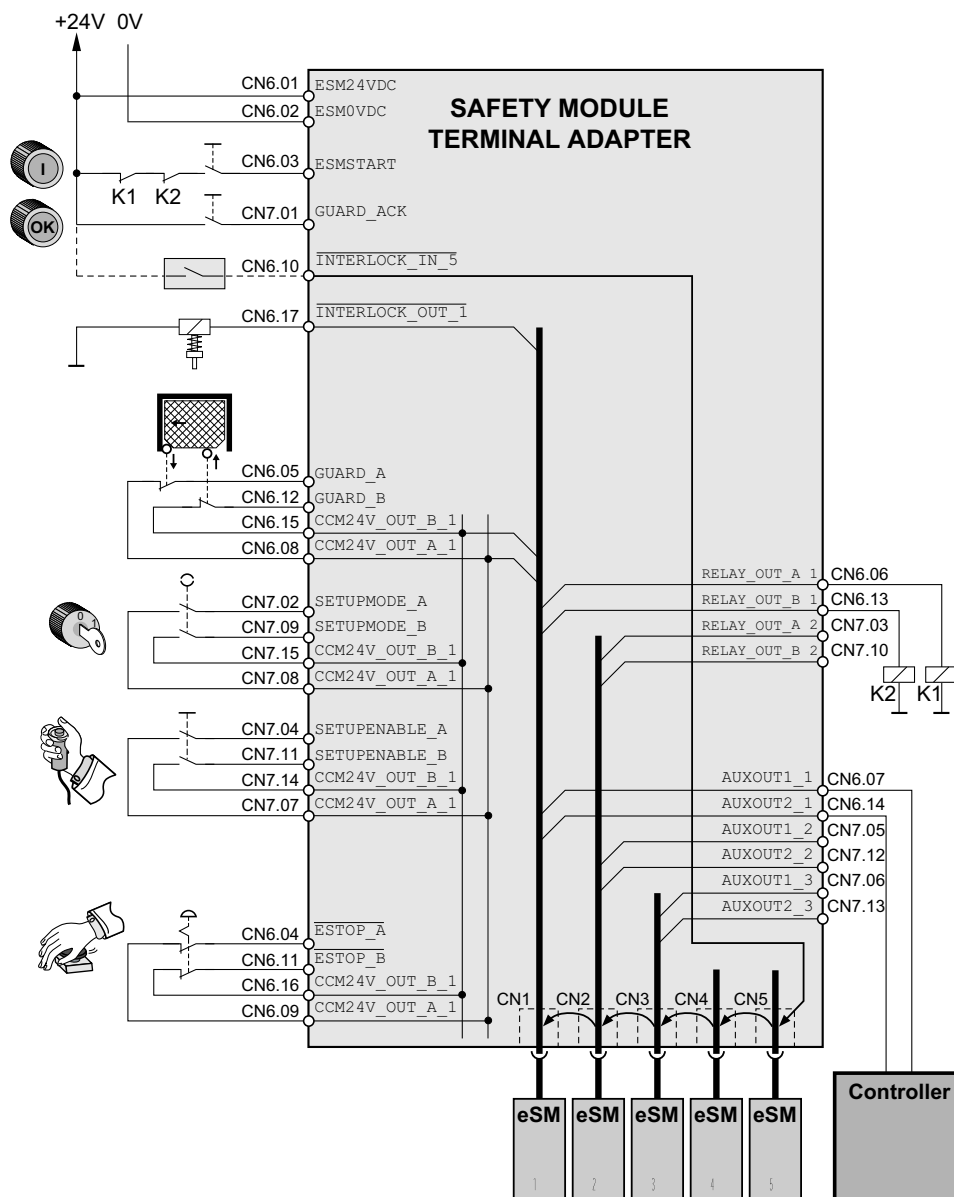 +24V 0V
SAFETY MODULE
TERMINAL ADAPTER
CN6.01 ESM24VDC
CN6.02 ESM0VDC
I
K1 K2
CN6.03 ESMSTART
OK
CN7.01 GUARD_ACK
CN6.10 INTERLOCK_IN_5
CN6.17 INTERLOCK_OUT_1
CN6.05 GUARD_A
CN6.12 GUARD_B
CN6.15 CCM24V_OUT_B_1
CN6.08 CCM24V_OUT_A_1
0
1
CN7.02 SETUPMODE_A
CN7.09 SETUPMODE_B
CN7.15 CCM24V_OUT_B_1
CN7.08 CCM24V_OUT_A_1
CN7.04 SETUPENABLE_A
CN7.11 SETUPENABLE_B
CN7.14 CCM24V_OUT_B_1
CN7.07 CCM24V_OUT_A_1
CN6.04 ESTOP_A
CN6.11 ESTOP_B
CN6.16 CCM24V_OUT_B_1
CN6.09 CCM24V_OUT_A_1
RELAY_OUT_A 1 CN6.06
RELAY_OUT_B 1 CN6.13
RELAY_OUT_A 2 CN7.03
RELAY_OUT_B 2 CN7.10
K2 K1
AUXOUT1_1 CN6.07
AUXOUT2_1 CN6.14
AUXOUT1_2 CN7.05
AUXOUT2_2 CN7.12
AUXOUT1_3 CN7.06
AUXOUT2_3 CN7.13
CN1 CN2 CN3 CN4 CN5
eSM eSM eSM eSM eSM
1 2 3 4 5
Controller